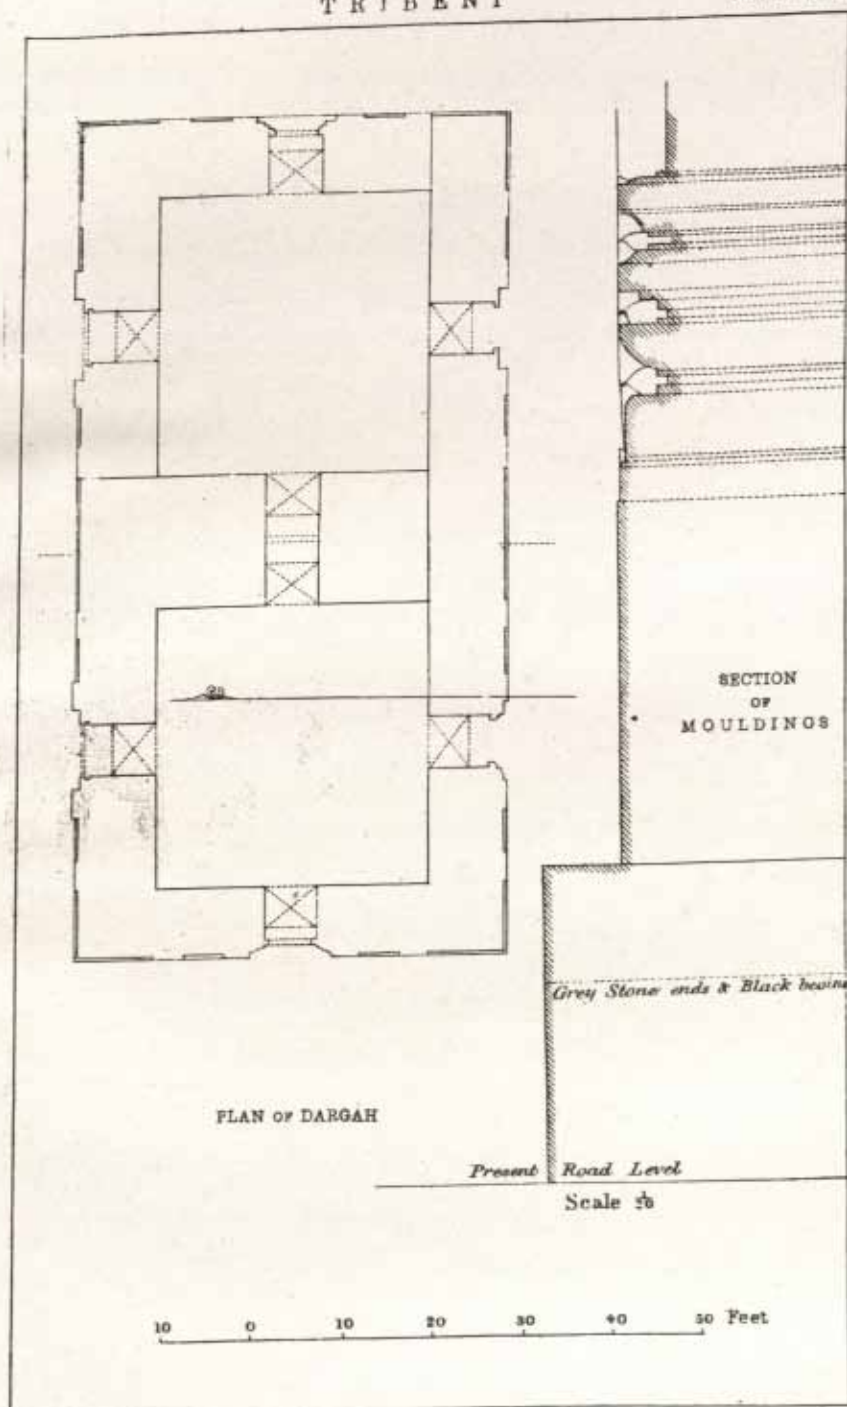 TRIBENI
SECTION
OF
MOULDINGS
Grey Stone ends & Black begins
PLAN OF DARGAH
Present Road Level
Scale
10 0 10 20 30 40 50 Feet